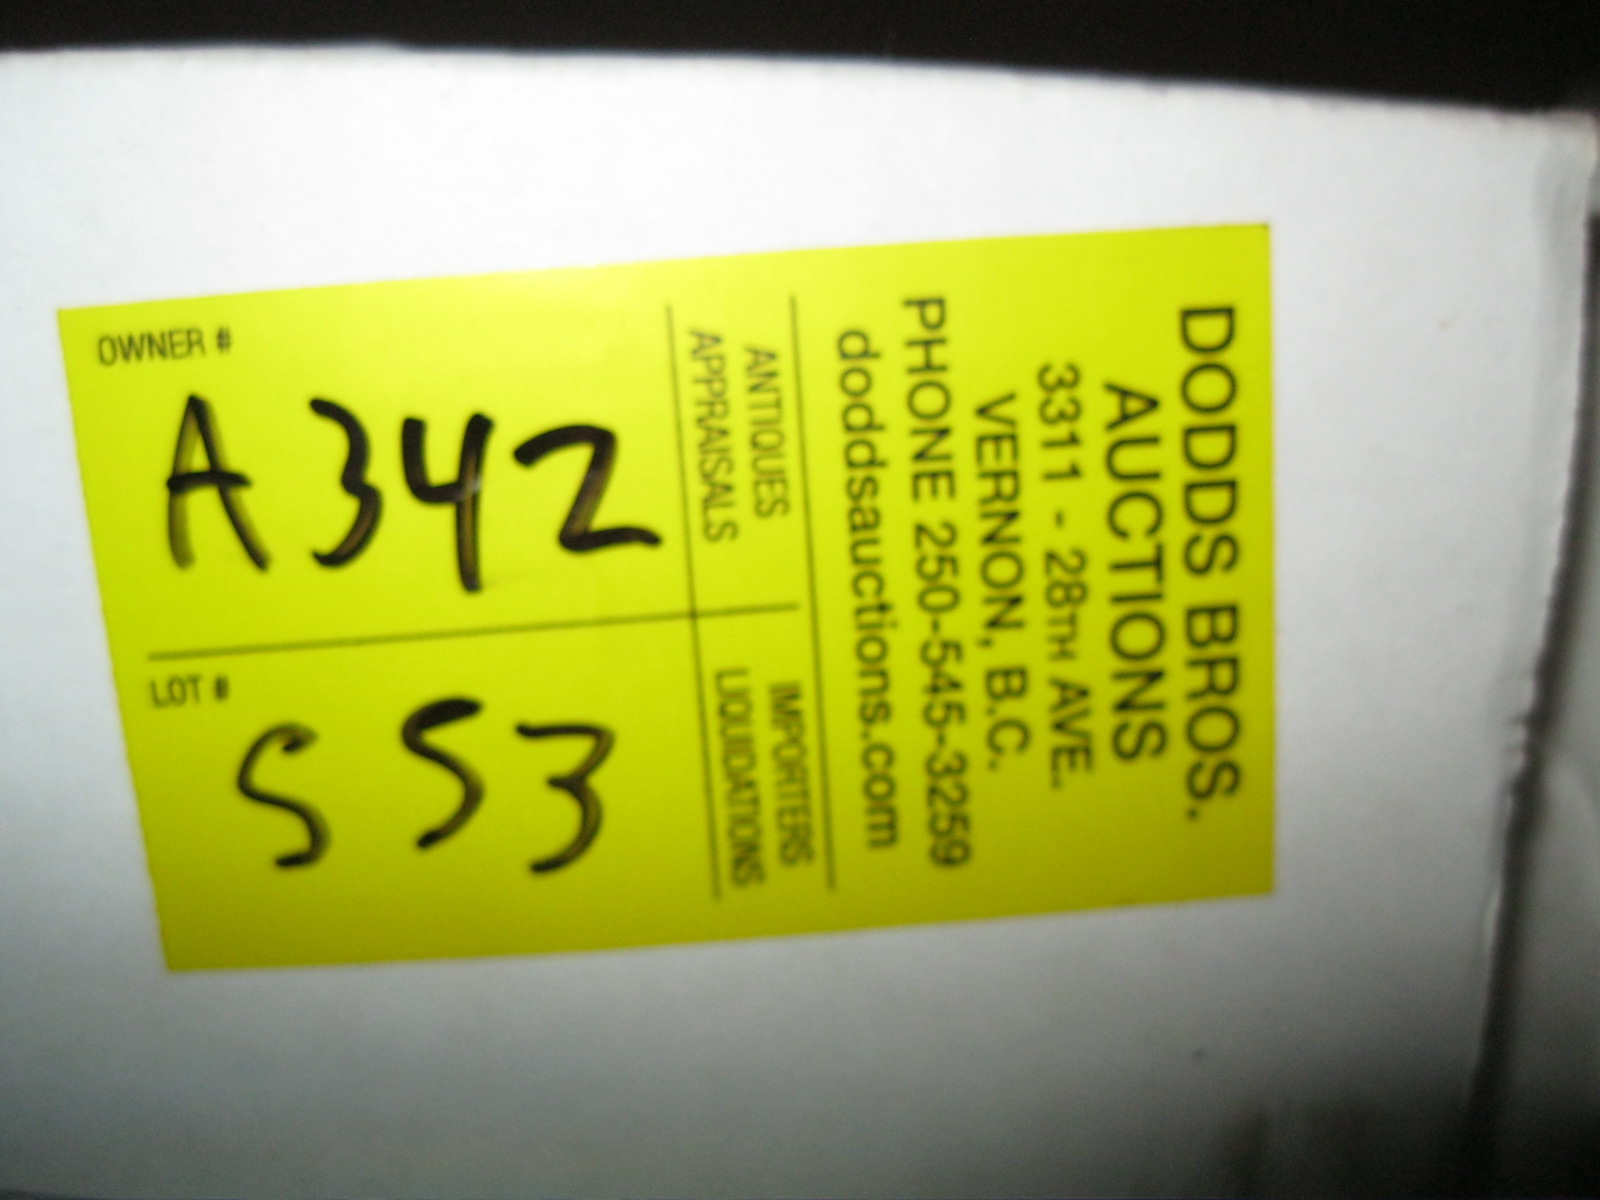 DODDS BROS.
AUCTIONS
3311 - 28TH AVE.
VERNON, B.C.
PHONE 250-545-3259
doddsauctions.com
ANTIQUES
APPRAISALS
IMPORTERS
LIQUIDATIONS
OWNER #
A342
LOT #
553